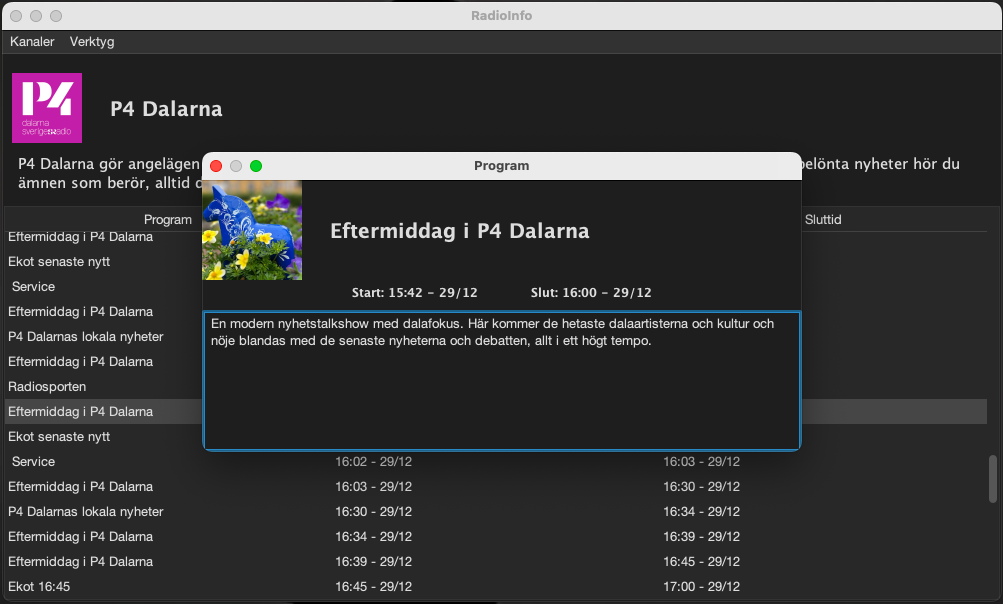 RadioInfo
Kanaler Verktyg
P4
dalarna
sverigesradio
P4 Dalarna
P4 Dalarna gör angelägen
belönta nyheter hör du
ämnen som berör, alltid
Program
Sluttid
Eftermiddag i P4 Dalarna
Ekot senaste nytt
Service
Eftermiddag i P4 Dalarna
P4 Dalarnas lokala nyheter
Eftermiddag i P4 Dalarna
Radiosporten
Eftermiddag i P4 Dalarna
Ekot senaste nytt
Service 16:02 - 29/12 16:03 - 29/12
Eftermiddag i P4 Dalarna 16:03 - 29/12 16:30 - 29/12
P4 Dalarnas lokala nyheter 16:30 - 29/12 16:34 - 29/12
Eftermiddag i P4 Dalarna 16:34 - 29/12 16:39 - 29/12
Eftermiddag i P4 Dalarna 16:39 - 29/12 16:45 - 29/12
Ekot 16:45 16:45 - 29/12 17:00 - 29/12
Program
Eftermiddag i P4 Dalarna
Start: 15:42 - 29/12 Slut: 16:00 - 29/12
En modern nyhetstalkshow med dalafokus. Här kommer de hetaste dalaartisterna och kultur och
nöje blandas med de senaste nyheterna och debatten, allt i ett högt tempo.